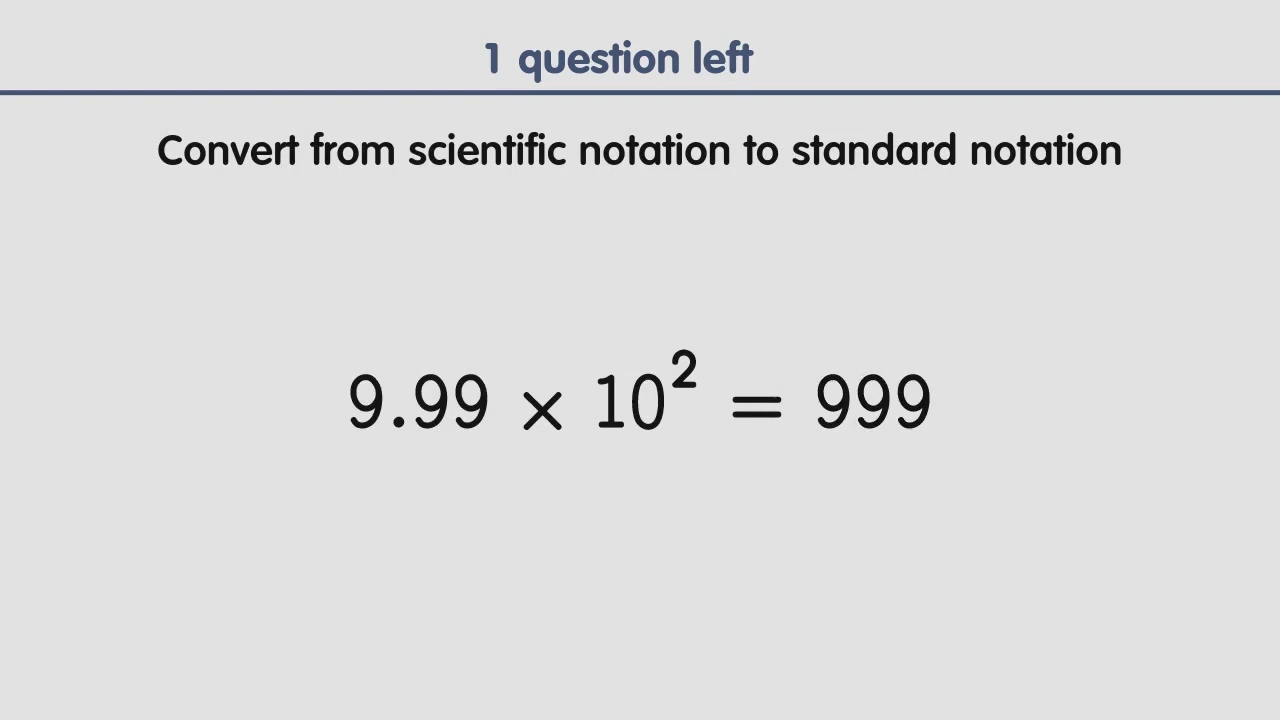 1 question left
Convert from scientific notation to standard notation
9.99 × 10² = 999